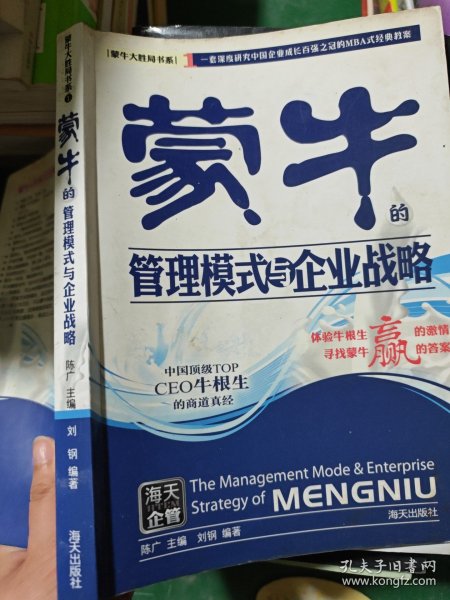 蒙牛大胜局书系①
蒙牛的管理模式与企业战略
陈广 主编 刘钢 编著
海天出版社
蒙牛大胜局书系
一套深度研究中国企业成长百强之冠的MBA式经典教案
蒙牛
的
管理模式与企业战略
体验牛根生 赢 的激情
寻找蒙牛 的答案
中国顶级TOP
CEO牛根生
的商道真经
海天
企管
The Management Mode & Enterprise
Strategy of MENGNIU
陈广 主编 刘钢 编著
海天出版社
孔夫子旧书网
www.kongfz.com